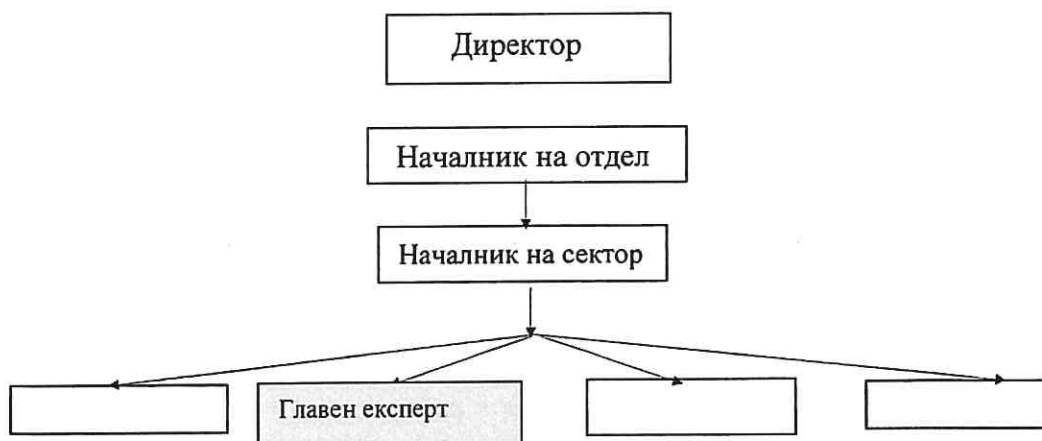 Директор
Началник на отдел
Началник на сектор
Главен експерт